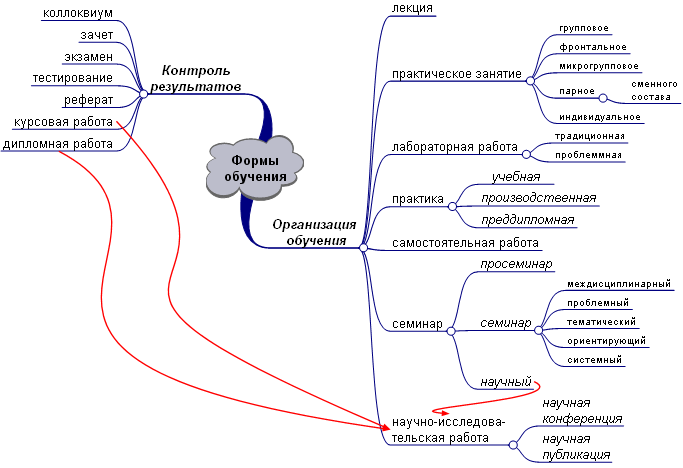 Формы
обучения
Контроль
результатов
коллоквиум
зачет
экзамен
тестирование
реферат
курсовая работа
дипломная работа
Организация
обучения
лекция
практическое занятие
групповое
фронтальное
микрогрупповое
парное
сменного
состава
индивидуальное
лабораторная работа
традиционная
проблеммная
практика
учебная
производственная
преддипломная
самостоятельная работа
семинар
просеминар
семинар
междисциплинарный
проблемный
тематический
ориентирующий
системный
научный
научно-исследова-
тельская работа
научная
конференция
научная
публикация